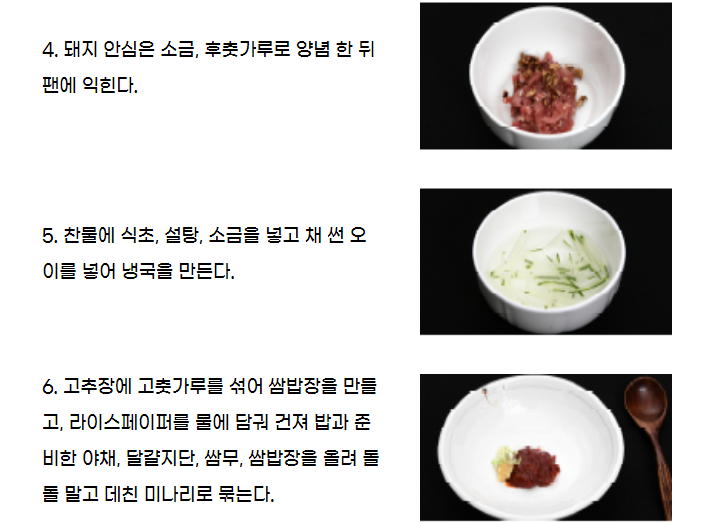 4. 돼지 안심은 소금, 후춧가루로 양념 한 뒤
팬에 익힌다.
5. 찬물에 식초, 설탕, 소금을 넣고 채 썬 오
이를 넣어 냉국을 만든다.
6. 고추장에 고춧가루를 섞어 쌈밥장을 만들
고, 라이스페이퍼를 물에 담궈 건져 밥과 준
비한 야채, 달걀지단, 쌈무, 쌈밥장을 올려 돌
돌 말고 데친 미나리로 묶는다.